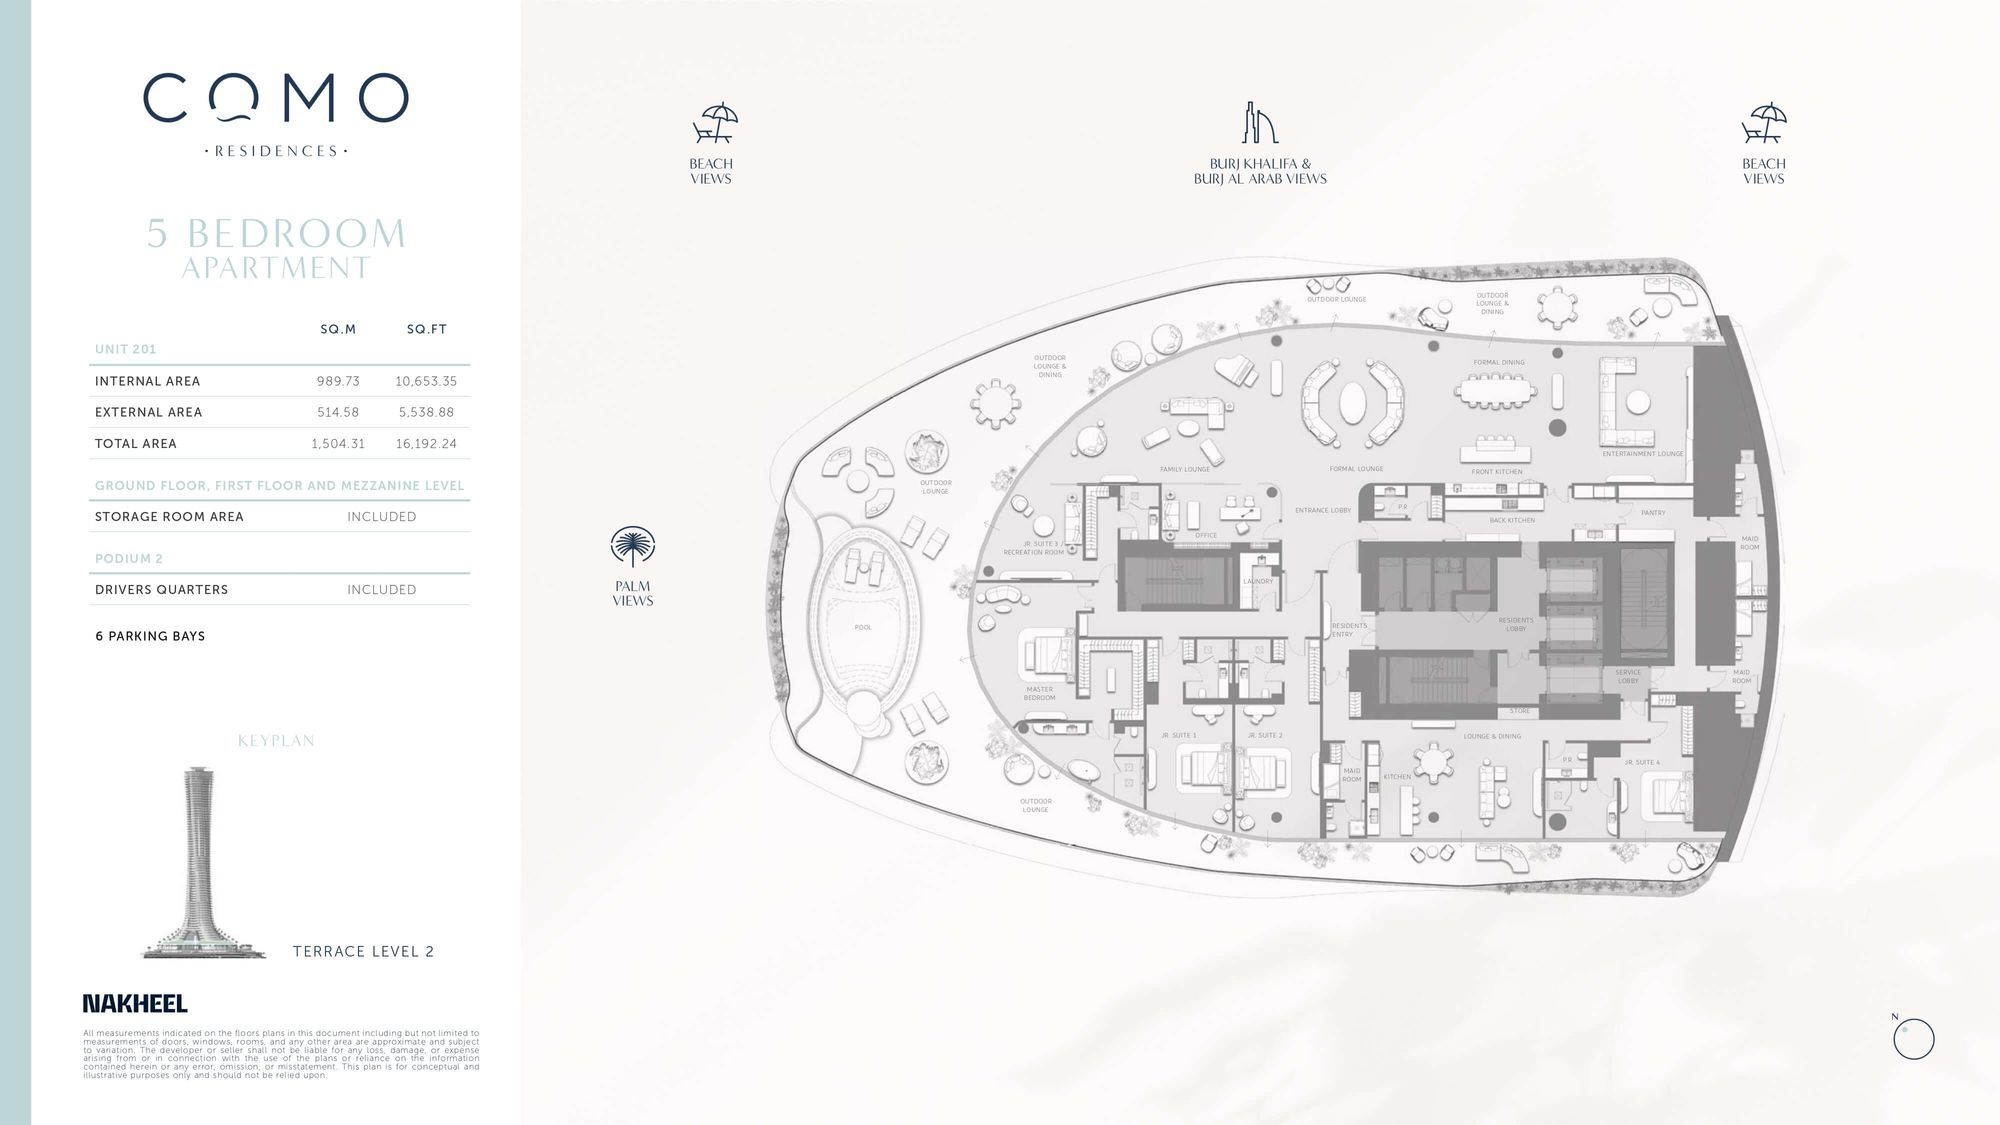 COMO
·RESIDENCES·
5 BEDROOM
APARTMENT
SQ.M SQ.FT
UNIT 201
INTERNAL AREA 989.73 10,653.35
EXTERNAL AREA 514.58 5,538.88
TOTAL AREA 1,504.31 16,192.24
GROUND FLOOR, FIRST FLOOR AND MEZZANINE LEVEL
STORAGE ROOM AREA INCLUDED
PODIUM 2
DRIVERS QUARTERS INCLUDED
6 PARKING BAYS
KEYPLAN
TERRACE LEVEL 2
NAKHEEL
All measurements indicated on the floors plans in this document including but not limited to
measurements of doors, windows, rooms, and any other area are approximate and subject
to variation. The developer or seller shall not be liable for any loss, damage, or expense
arising from or in connection with the use of the plans or reliance on the information
contained herein or any error, omission, or misstatement. This plan is for conceptual and
illustrative purposes only and should not be relied upon.
BEACH
VIEWS
BURJ KHALIFA &
BURJ AL ARAB VIEWS
BEACH
VIEWS
PALM
VIEWS
OUTDOOR LOUNGE
OUTDOOR
LOUNGE &
DINING
OUTDOOR
LOUNGE &
DINING
FORMAL DINING
OUTDOOR
LOUNGE
FAMILY LOUNGE
FORMAL LOUNGE
FRONT KITCHEN
ENTERTAINMENT LOUNGE
ENTRANCE LOBBY
P.R
BACK KITCHEN
PANTRY
OFFICE
JR. SUITE 3 /
RECREATION ROOM
MAID
ROOM
LAUNDRY
POOL
RESIDENTS
ENTRY
RESIDENTS
LOBBY
SERVICE
LOBBY
MAID
ROOM
MASTER
BEDROOM
STORE
JR. SUITE 1
JR. SUITE 2
LOUNGE & DINING
MAID
ROOM
KITCHEN
P.R
JR. SUITE 4
OUTDOOR
LOUNGE
N